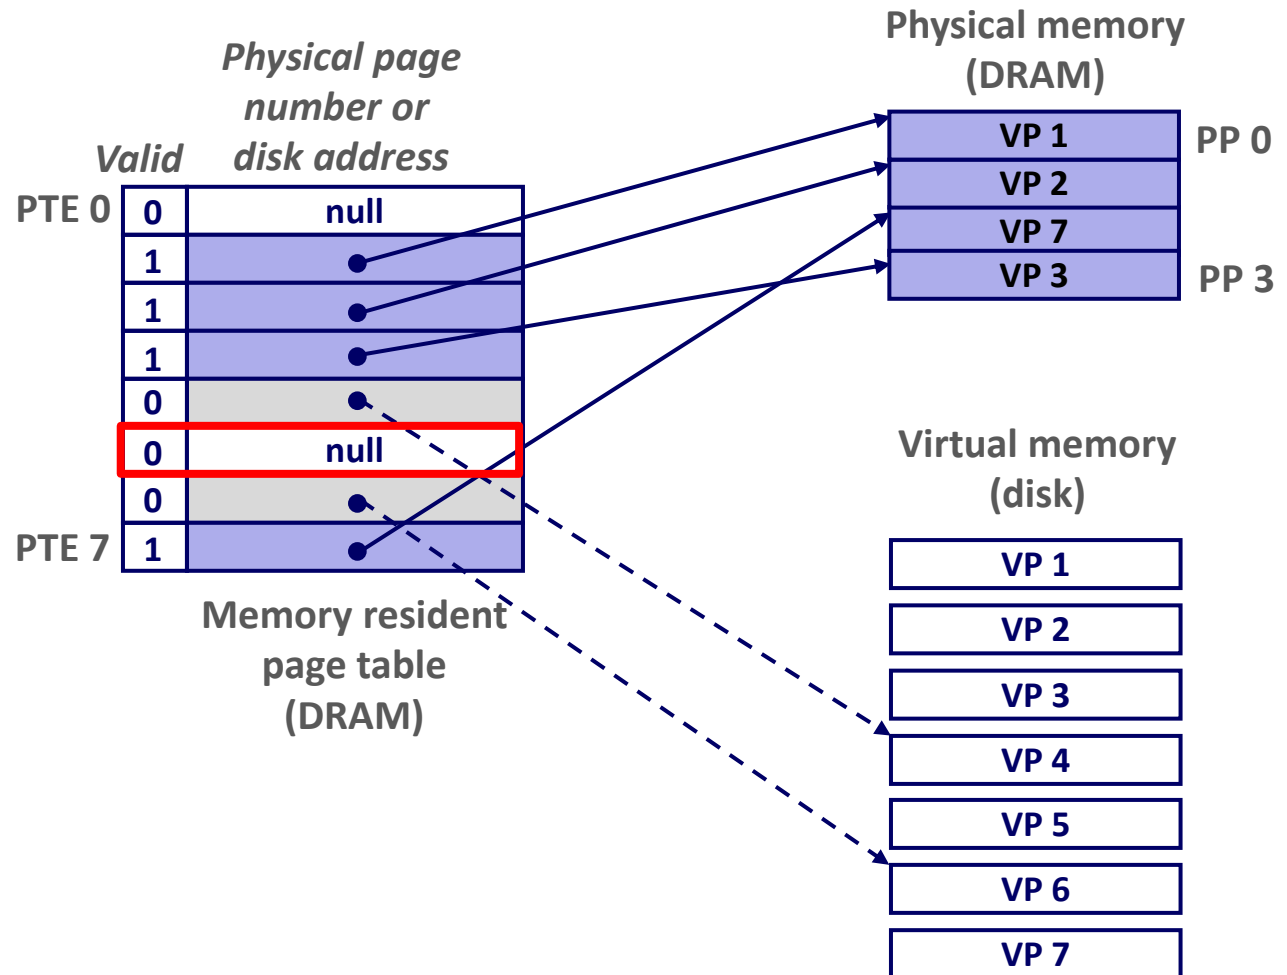 Physical page
number or
disk address
Valid
PTE 0
0
null
1
1
1
0
0
null
0
PTE 7
1
Memory resident
page table
(DRAM)
Physical memory
(DRAM)
VP 1
PP 0
VP 2
VP 7
VP 3
PP 3
Virtual memory
(disk)
VP 1
VP 2
VP 3
VP 4
VP 5
VP 6
VP 7